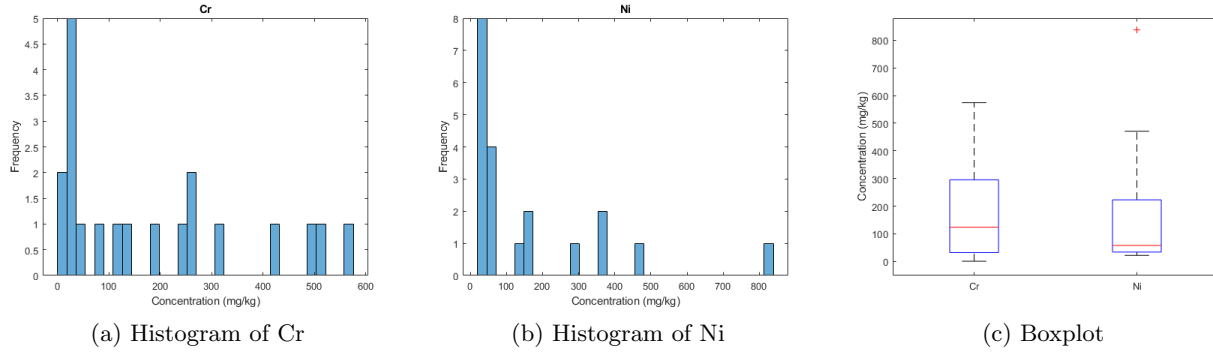 Cr
5
4.5
4
3.5
3
2.5
2
1.5
1
0.5
0
Frequency
0 100 200 300 400 500 600
Concentration (mg/kg)
(a) Histogram of Cr
Ni
8
7
6
5
4
3
2
1
0
Frequency
0 100 200 300 400 500 600 700 800
Concentration (mg/kg)
(b) Histogram of Ni
800
700
600
500
400
300
200
100
0
Concentration (mg/kg)
Cr Ni
(c) Boxplot